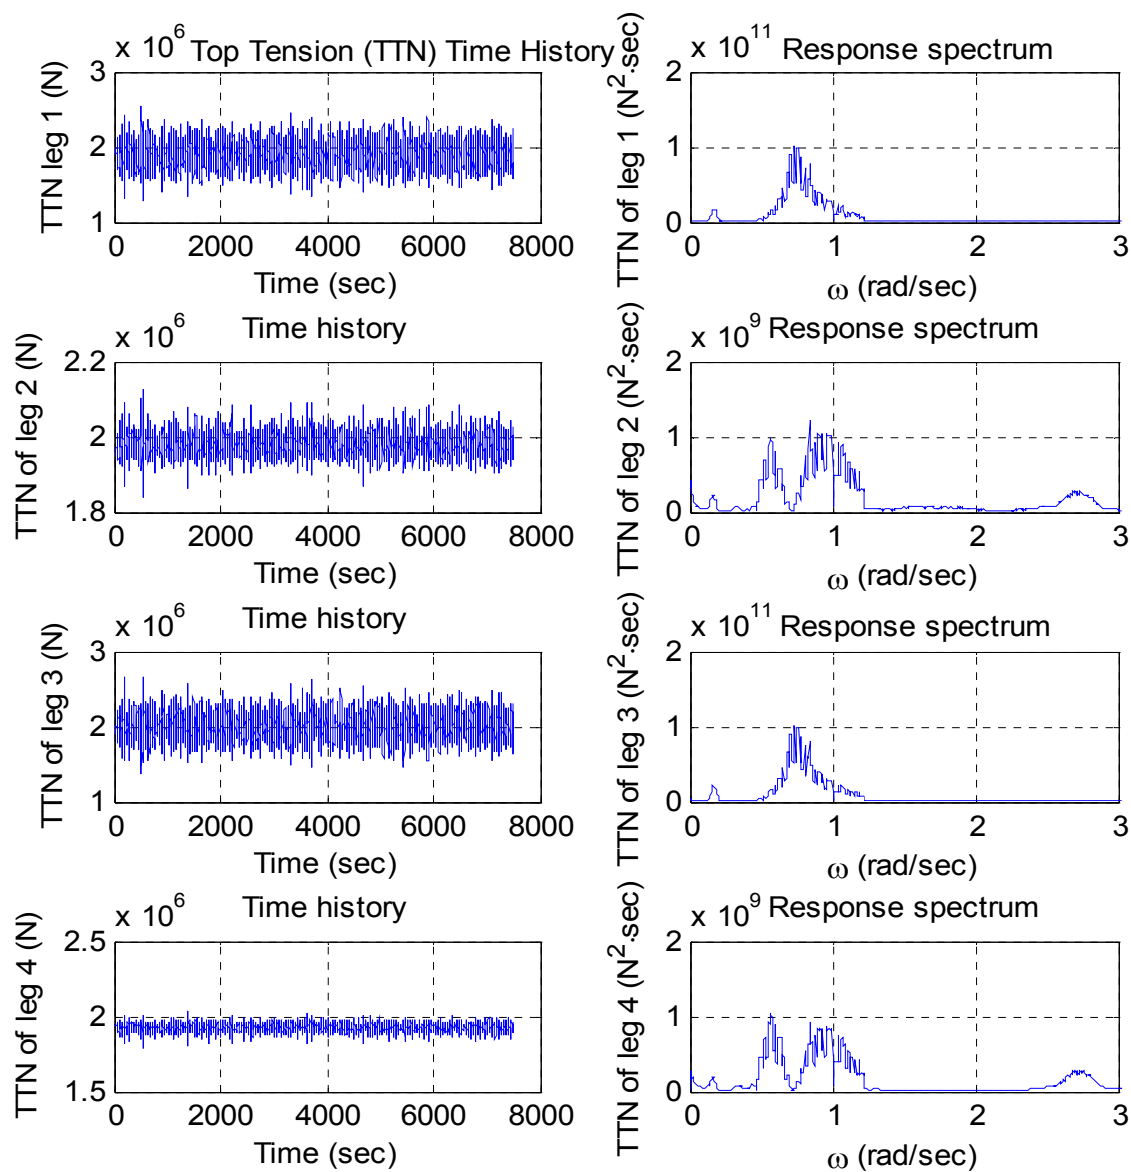 x 10^6 Top Tension (TTN) Time History
TTN leg 1 (N)
3
2
1
0 2000 4000 6000 8000
Time (sec)
x 10^11 Response spectrum
TTN of leg 1 (N^2·sec)
2
1
0
0 1 2 3
ω (rad/sec)
x 10^6 Time history
TTN of leg 2 (N)
2.2
2
1.8
0 2000 4000 6000 8000
Time (sec)
x 10^9 Response spectrum
TTN of leg 2 (N^2·sec)
2
1
0
0 1 2 3
ω (rad/sec)
x 10^6 Time history
TTN of leg 3 (N)
3
2
1
0 2000 4000 6000 8000
Time (sec)
x 10^11 Response spectrum
TTN of leg 3 (N^2·sec)
2
1
0
0 1 2 3
ω (rad/sec)
x 10^6 Time history
TTN of leg 4 (N)
2.5
2
1.5
0 2000 4000 6000 8000
Time (sec)
x 10^9 Response spectrum
TTN of leg 4 (N^2·sec)
2
1
0
0 1 2 3
ω (rad/sec)